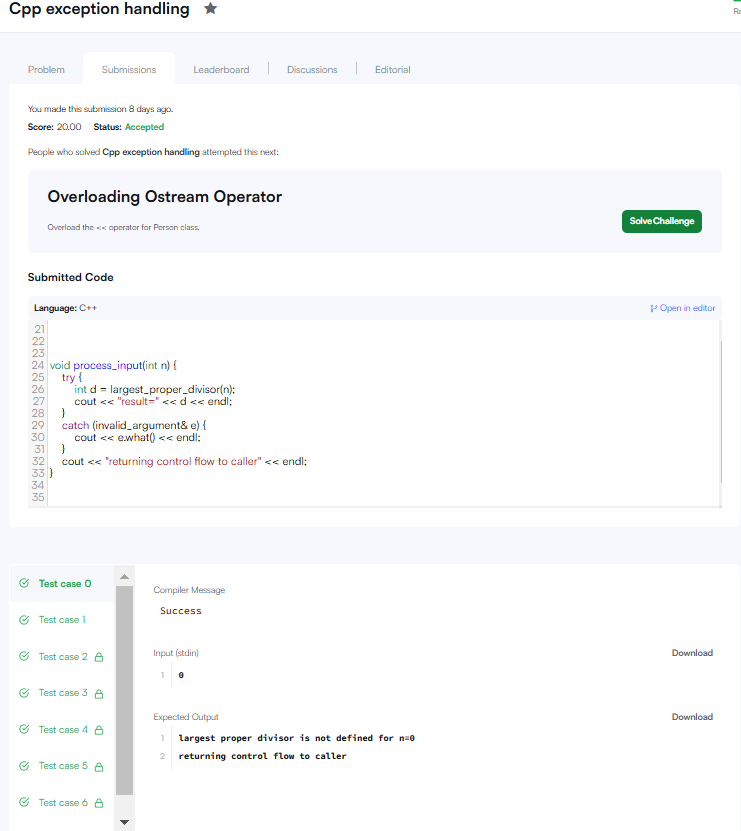 Cpp exception handling
Problem
Submissions
Leaderboard
Discussions
Editorial
You made this submission 8 days ago.
Score: 20.00 Status: Accepted
People who solved Cpp exception handling attempted this next:
Overloading Ostream Operator
Overload the << operator for Person class.
Solve Challenge
Submitted Code
Language: C++
Open in editor
21
22
23
24 void process_input(int n) {
25 try {
26 int d = largest_proper_divisor(n);
27 cout << "result=" << d << endl;
28 }
29 catch (invalid_argument& e) {
30 cout << e.what() << endl;
31 }
32 cout << "returning control flow to caller" << endl;
33 }
34
35
Test case 0
Test case 1
Test case 2
Test case 3
Test case 4
Test case 5
Test case 6
Compiler Message
Success
Input (stdin)
Download
1 0
Expected Output
Download
1 largest proper divisor is not defined for n=0
2 returning control flow to caller